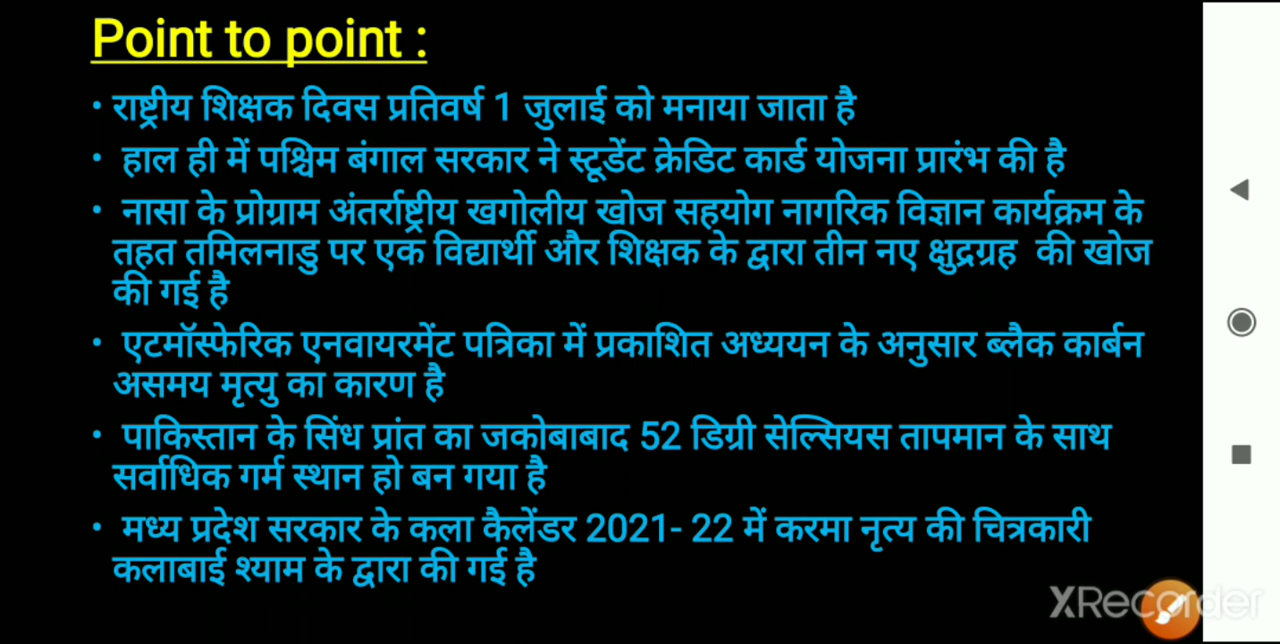 Point to point :
• राष्ट्रीय शिक्षक दिवस प्रतिवर्ष 1 जुलाई को मनाया जाता है
• हाल ही में पश्चिम बंगाल सरकार ने स्टूडेंट क्रेडिट कार्ड योजना प्रारंभ की है
• नासा के प्रोग्राम अंतर्राष्ट्रीय खगोलीय खोज सहयोग नागरिक विज्ञान कार्यक्रम के
तहत तमिलनाडु पर एक विद्यार्थी और शिक्षक के द्वारा तीन नए क्षुद्रग्रह की खोज
की गई है
• एटमॉस्फेरिक एनवायरमेंट पत्रिका में प्रकाशित अध्ययन के अनुसार ब्लैक कार्बन
असमय मृत्यु का कारण है
• पाकिस्तान के सिंध प्रांत का जकोबाबाद 52 डिग्री सेल्सियस तापमान के साथ
सर्वाधिक गर्म स्थान हो बन गया है
• मध्य प्रदेश सरकार के कला कैलेंडर 2021- 22 में करमा नृत्य की चित्रकारी
कलाबाई श्याम के द्वारा की गई है
XRecorder